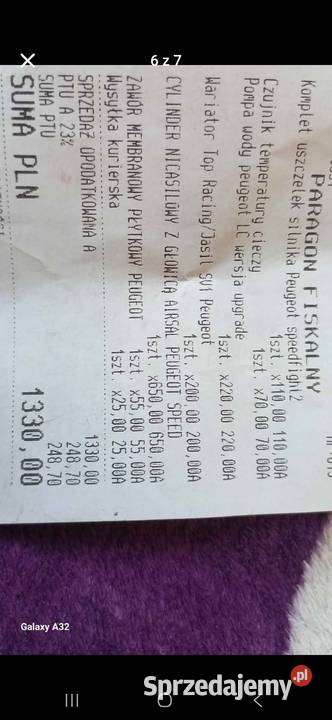 6 z 7
PARAGON FISKALNY
Komplet uszczelek silnika Peugeot speedfight2
1szt. x110,00 110,00A
Czujnik temperatury cieczy
1szt. x70,00 70,00A
Pompa wody peugeot LC wersja upgrade
1szt. x220,00 220,00A
Wariator Top Racing/Jasil SV1 Peugeot
1szt. x200,00 200,00A
CYLINDER NICASILOWY Z GŁOWICĄ AIRSAL PEUGEOT SPEED
1szt. x650,00 650,00A
ZAWÓR MEMBRANOWY PŁYTKOWY PEUGEOT
1szt. x55,00 55,00A
Wysyłka kurierska
1szt. x25,00 25,00A
SPRZEDAŻ OPODATKOWANA A 1330,00
PTU A 23% 248,70
SUMA PTU 248,70
SUMA PLN 1330,00
Galaxy A32
Sprzedajemy.pl